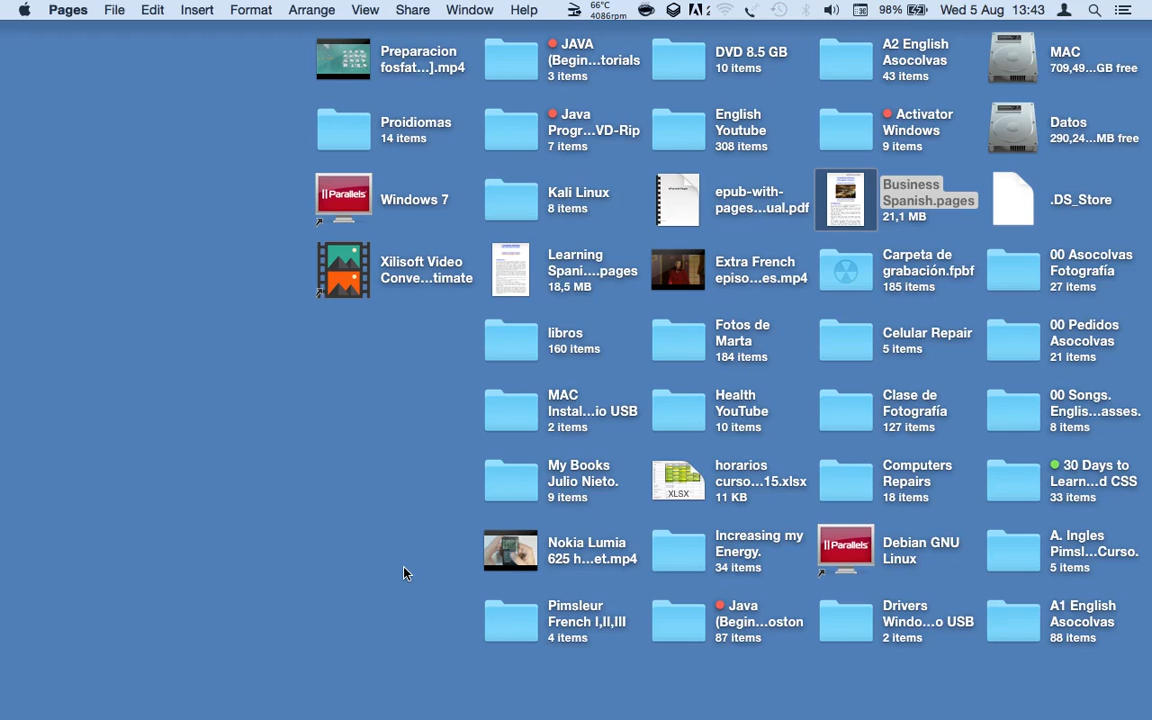 Pages File Edit Insert Format Arrange View Share Window Help 66°C 4086rpm 2 98% Wed 5 Aug 13:43
Preparacion
fosfat...].mp4
Proidiomas
14 items
Parallels
Windows 7
Xilisoft Video
Conve...timate
JAVA
(Begin...torials
3 items
Java
Progr...VD-Rip
7 items
Kali Linux
8 items
Learning
Spani....pages
18,5 MB
libros
160 items
MAC
Instal...io USB
2 items
My Books
Julio Nieto.
9 items
Nokia Lumia
625 h...et.mp4
Pimsleur
French I,II,III
4 items
DVD 8.5 GB
10 items
English
Youtube
308 items
epub-with-
pages...ual.pdf
Extra French
episo...es.mp4
Fotos de
Marta
184 items
Health
YouTube
10 items
horarios
curso...15.xlsx
11 KB
XLSX
Increasing my
Energy.
34 items
Java
(Begin...oston
87 items
A2 English
Asocolvas
43 items
Activator
Windows
9 items
Business
Spanish.pages
21,1 MB
Carpeta de
grabación.fpbf
185 items
Celular Repair
5 items
Clase de
Fotografía
127 items
Computers
Repairs
18 items
Parallels
Debian GNU
Linux
Drivers
Windo...o USB
2 items
MAC
709,49...GB free
Datos
290,24...MB free
.DS_Store
00 Asocolvas
Fotografía
27 items
00 Pedidos
Asocolvas
21 items
00 Songs.
Englis...asses.
8 items
30 Days to
Learn...d CSS
33 items
A. Ingles
Pimsl...Curso.
5 items
A1 English
Asocolvas
88 items